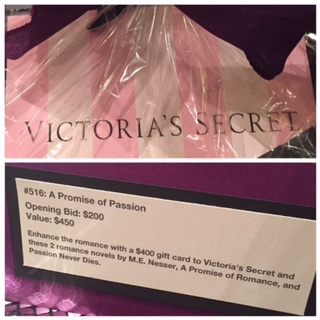 VICTORIA'S SECRET
#516: A Promise of Passion
Opening Bid: $200
Value: $450
Enhance the romance with a $400 gift card to Victoria's Secret and
these 2 romance novels by M.E. Nesser, A Promise of Romance, and
Passion Never Dies.